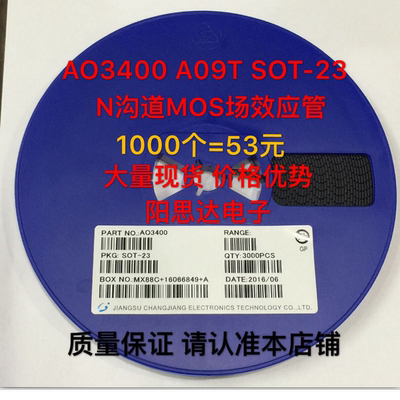 AO3400 A09T SOT-23
N沟道MOS场效应管
1000个=53元
大量现货 价格优势
阳思达电子
PART NO.:AO3400
RANGE:
PKG: SOT-23
QTY:3000PCS
GP
BOX NO.:MX88C+16066849+A
DATE:2016/06
JIANGSU CHANGJIANG ELECTRONICS TECHNOLOGY CO., LTD
质量保证 请认准本店铺